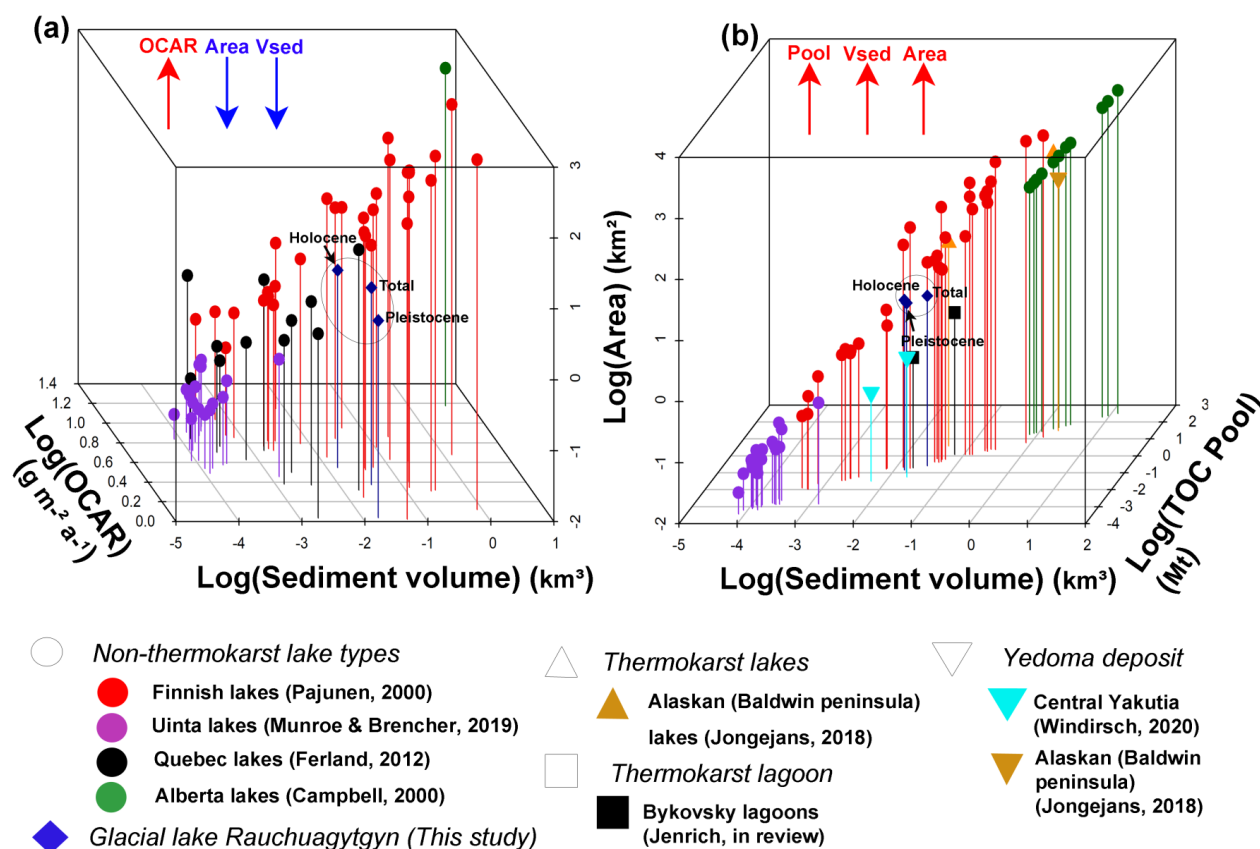 (a)
OCAR Area Vsed
Holocene
Total
Pleistocene
3
2
1
0
-1
-2
1.4
1.2
1.0
0.8
0.6
0.4
0.2
0.0
Log(OCAR)
(g m-² a-¹)
-5 -4 -3 -2 -1 0 1
Log(Sediment volume) (km³)
(b)
Pool Vsed Area
Log(Area) (km²)
4
3
2
1
0
-1
-2
Holocene
Total
Pleistocene
3
2
1
0
-1
-2
-3
-4
Log(TOC Pool)
(Mt)
-5 -4 -3 -2 -1 0 1 2
Log(Sediment volume) (km³)
Non-thermokarst lake types
Finnish lakes (Pajunen, 2000)
Uinta lakes (Munroe & Brencher, 2019)
Quebec lakes (Ferland, 2012)
Alberta lakes (Campbell, 2000)
Glacial lake Rauchuagytgyn (This study)
Thermokarst lakes
Alaskan (Baldwin peninsula)
lakes (Jongejans, 2018)
Thermokarst lagoon
Bykovsky lagoons
(Jenrich, in review)
Yedoma deposit
Central Yakutia
(Windirsch, 2020)
Alaskan (Baldwin
peninsula)
(Jongejans, 2018)